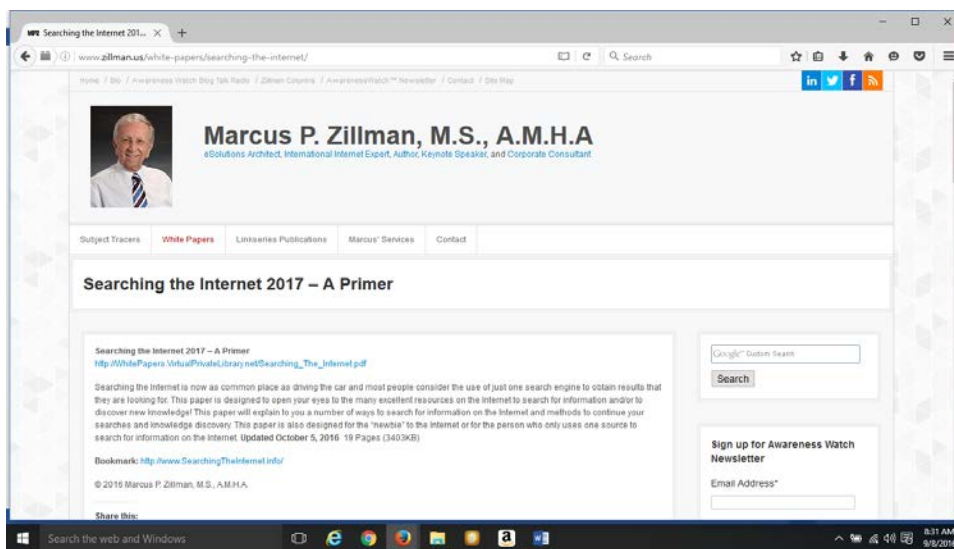 Searching the Internet 201...
www.zillman.us/white-papers/searching-the-internet/
Search
Home / Bio / Awareness Watch Blog Talk Radio / Zillman Columns / AwarenessWatch™ Newsletter / Contact / Site Map
Marcus P. Zillman, M.S., A.M.H.A
eSolutions Architect, International Internet Expert, Author, Keynote Speaker, and Corporate Consultant
Subject Tracers White Papers Linkseries Publications Marcus' Services Contact
Searching the Internet 2017 – A Primer
Searching the Internet 2017 – A Primer
http://WhitePapers.VirtualPrivateLibrary.net/Searching_The_Internet.pdf
Searching the Internet is now as common place as driving the car and most people consider the use of just one search engine to obtain results that
they are looking for. This paper is designed to open your eyes to the many excellent resources on the Internet to search for information and/or to
discover new knowledge! This paper will explain to you a number of ways to search for information on the Internet and methods to continue your
searches and knowledge discovery. This paper is also designed for the "newbie" to the Internet or for the person who only uses one source to
search for information on the Internet. Updated October 5, 2016 19 Pages (3403KB)
Bookmark: http://www.SearchingTheInternet.info/
© 2016 Marcus P. Zillman, M.S., A.M.H.A.
Share this:
Google™ Custom Search
Search
Sign up for Awareness Watch
Newsletter
Email Address*
Search the web and Windows
8:31 AM
9/8/2016